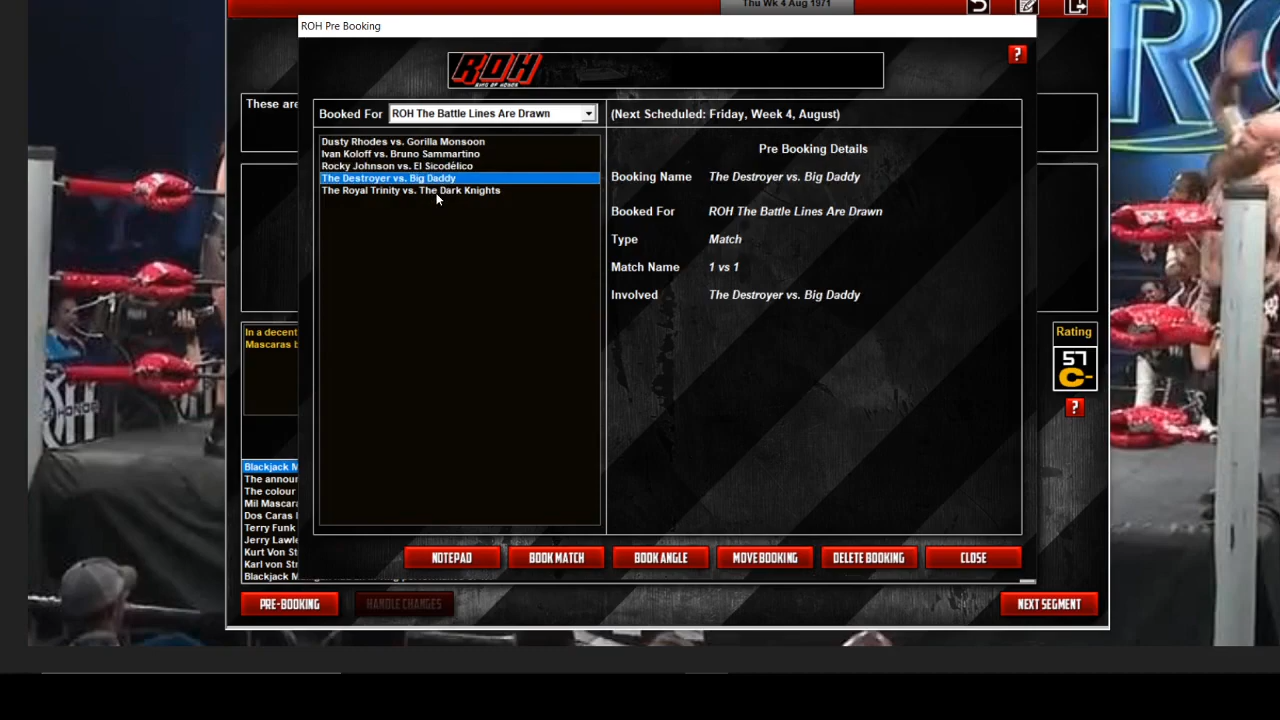 Thu Wk 4 Aug 1971
ROH Pre Booking
ROH
RING OF HONOR
?
These are
Booked For
ROH The Battle Lines Are Drawn
(Next Scheduled: Friday, Week 4, August)
Dusty Rhodes vs. Gorilla Monsoon
Ivan Koloff vs. Bruno Sammartino
Rocky Johnson vs. El Sicodélico
The Destroyer vs. Big Daddy
The Royal Trinity vs. The Dark Knights
Pre Booking Details
Booking Name The Destroyer vs. Big Daddy
Booked For ROH The Battle Lines Are Drawn
Type Match
Match Name 1 vs 1
Involved The Destroyer vs. Big Daddy
In a decent
Mascaras b
Rating
57
C-
?
Blackjack M
The annour
The colour
Mil Mascara
Dos Caras
Terry Funk
Jerry Lawle
Kurt Von St
Karl von Str
Blackjack M
NOTEPAD
BOOK MATCH
BOOK ANGLE
MOVE BOOKING
DELETE BOOKING
CLOSE
PRE-BOOKING
HANDLE CHANGES
NEXT SEGMENT